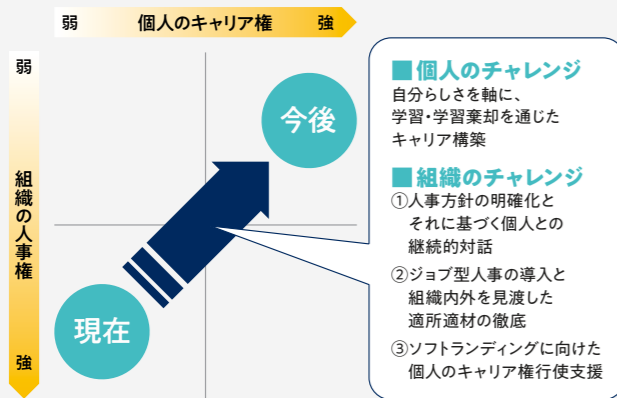 弱 個人のキャリア権 強
弱
組織の人事権
強
今後
現在
■個人のチャレンジ
自分らしさを軸に、
学習・学習棄却を通じた
キャリア構築
■組織のチャレンジ
①人事方針の明確化と
それに基づく個人との
継続的対話
②ジョブ型人事の導入と
組織内外を見渡した
適所適材の徹底
③ソフトランディングに向けた
個人のキャリア権行使支援